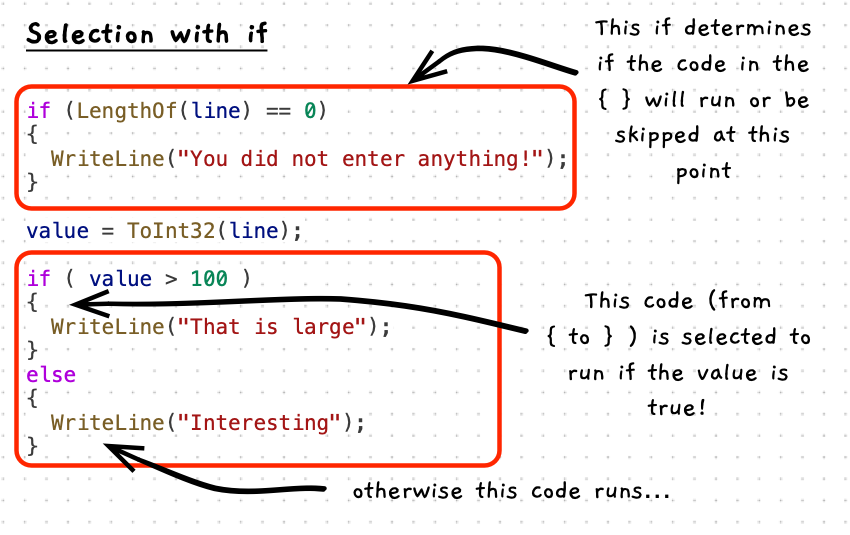 Selection with if
This if determines
if the code in the
{ } will run or be
skipped at this
point
if (LengthOf(line) == 0)
{
WriteLine("You did not enter anything!");
}
value = ToInt32(line);
if ( value > 100 )
{
WriteLine("That is large");
}
else
{
WriteLine("Interesting");
}
This code (from
{ to } ) is selected to
run if the value is
true!
otherwise this code runs...